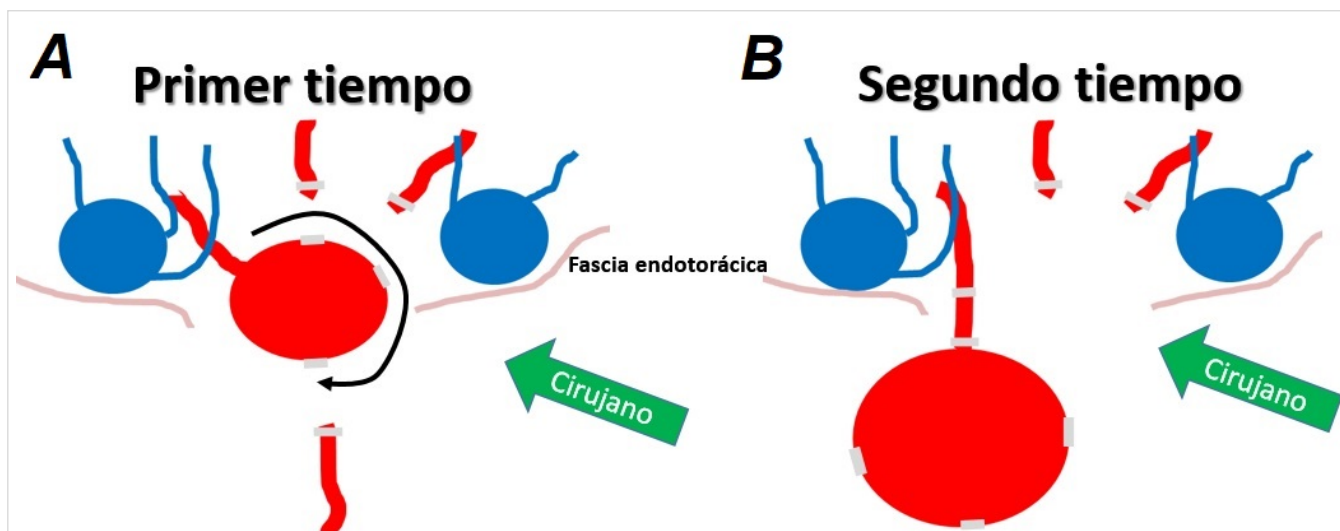 A
Primer tiempo
Fascia endotorácica
Cirujano
B
Segundo tiempo
Cirujano